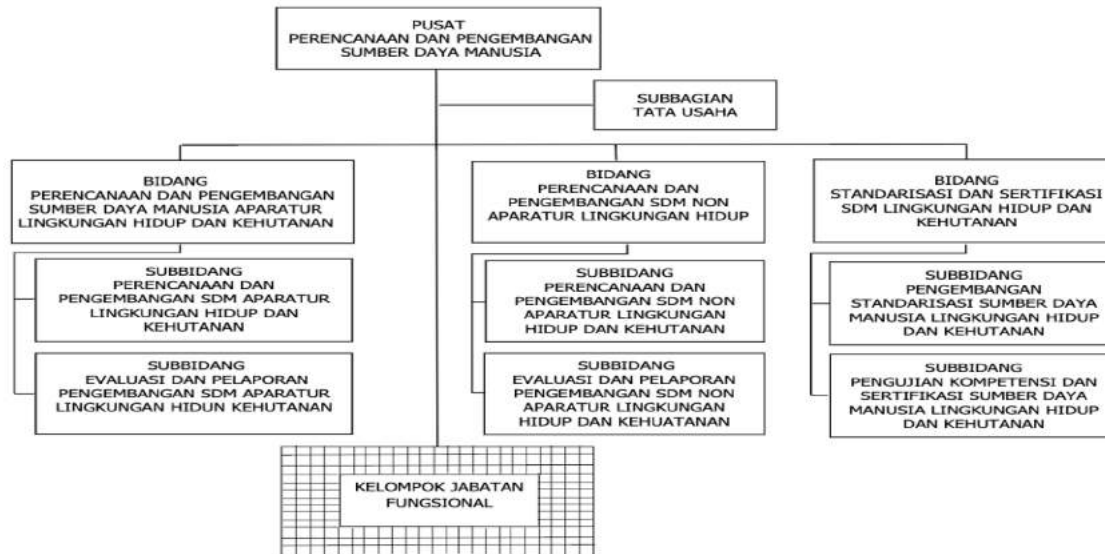 PUSAT
PERENCANAAN DAN PENGEMBANGAN
SUMBER DAYA MANUSIA
SUBBAGIAN
TATA USAHA
BIDANG
PERENCANAAN DAN PENGEMBANGAN
SUMBER DAYA MANUSIA APARATUR
LINGKUNGAN HIDUP DAN KEHUTANAN
SUBBIDANG
PERENCANAAN DAN
PENGEMBANGAN SDM APARATUR
LINGKUNGAN HIDUP DAN
KEHUTANAN
SUBBIDANG
EVALUASI DAN PELAPORAN
PENGEMBANGAN SDM APARATUR
LINGKUNGAN HIDUN KEHUTANAN
BIDANG
PERENCANAAN DAN
PENGEMBANGAN SDM NON
APARATUR LINGKUNGAN HIDUP
SUBBIDANG
PERENCANAAN DAN
PENGEMBANGAN SDM NON
APARATUR LINGKUNGAN
HIDUP DAN KEHUTANAN
SUBBIDANG
EVALUASI DAN PELAPORAN
PENGEMBANGAN SDM NON
APARATUR LINGKUNGAN
HIDUP DAN KEHUATANAN
BIDANG
STANDARISASI DAN SERTIFIKASI
SDM LINGKUNGAN HIDUP DAN
KEHUTANAN
SUBBIDANG
PENGEMBANGAN
STANDARISASI SUMBER DAYA
MANUSIA LINGKUNGAN HIDUP
DAN KEHUTANAN
SUBBIDANG
PENGUJIAN KOMPETENSI DAN
SERTIFIKASI SUMBER DAYA
MANUSIA LINGKUNGAN HIDUP
DAN KEHUTANAN
KELOMPOK JABATAN
FUNGSIONAL